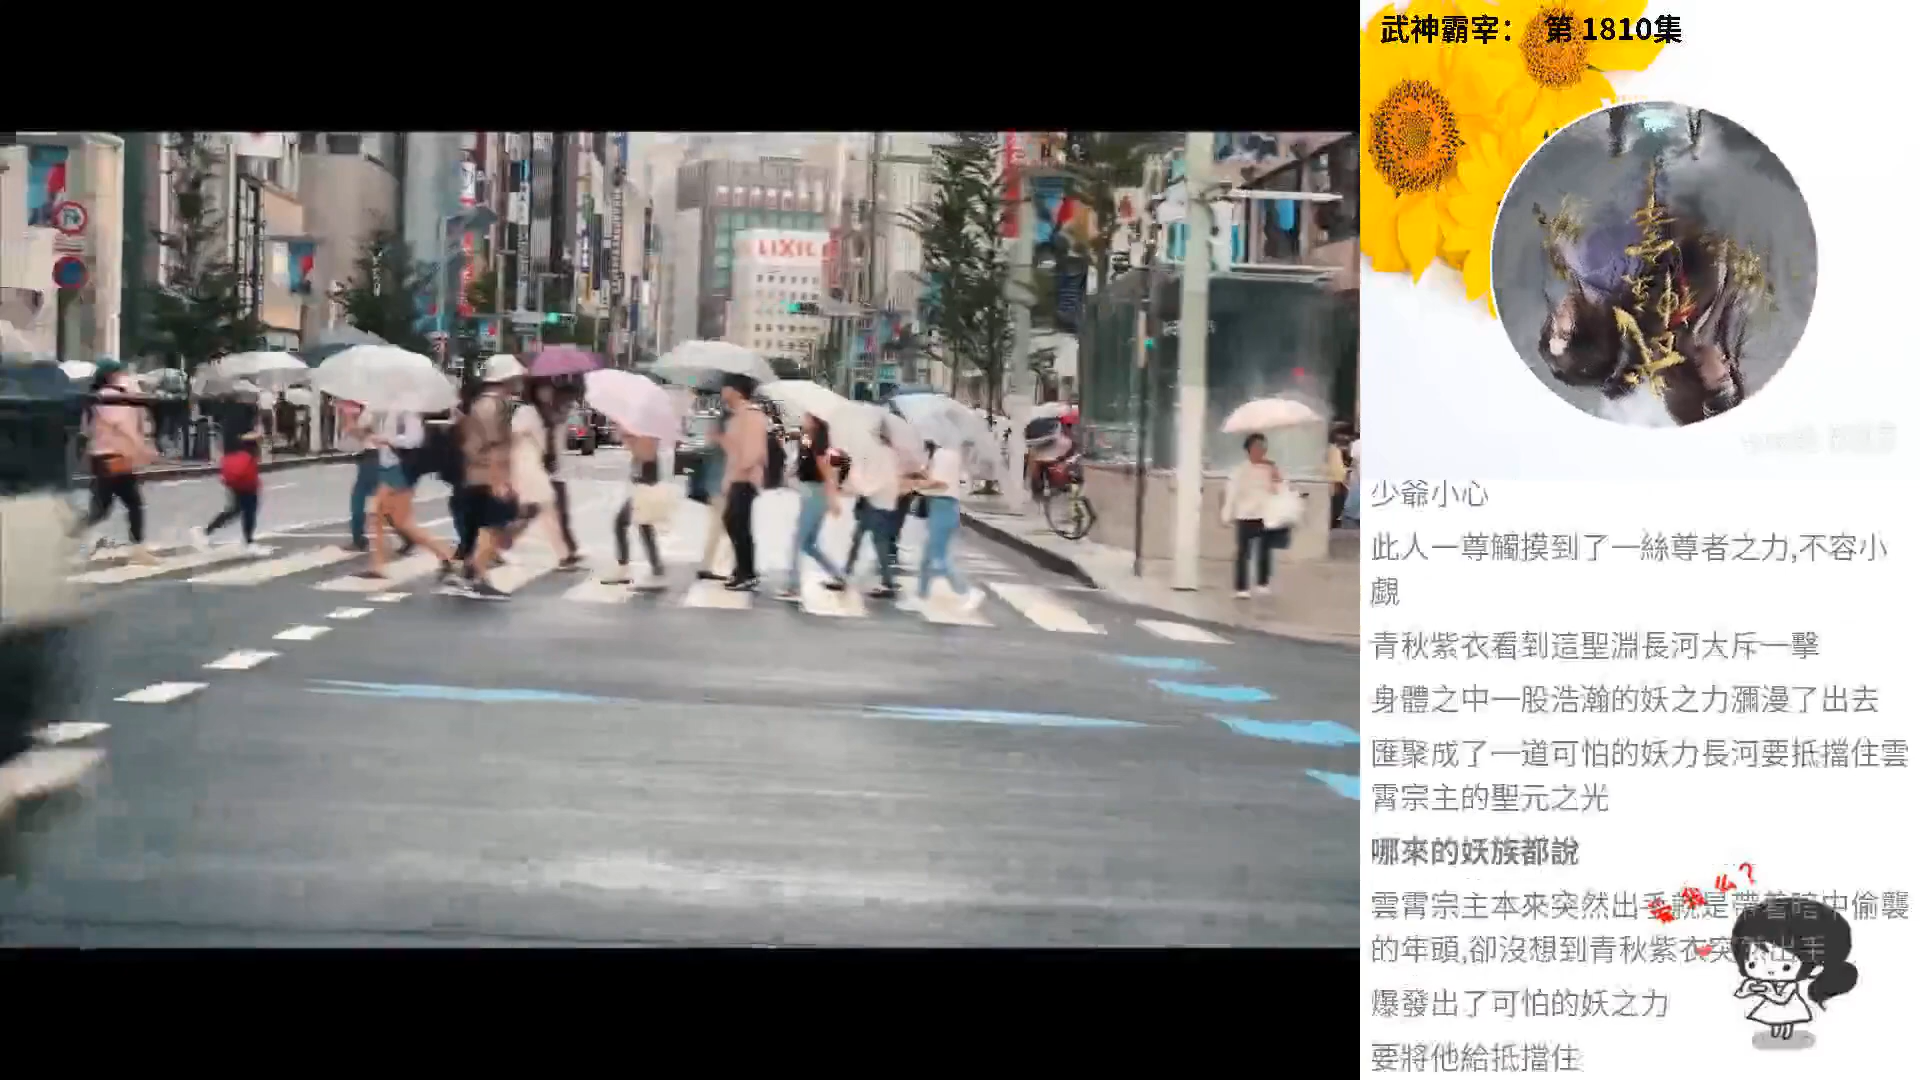 武神霸宰： 第 1810集
LIXIL
少爺小心
此人一尊觸摸到了一絲尊者之力,不容小
覷
青秋紫衣看到這聖淵長河大斥一擊
身體之中一股浩瀚的妖之力瀰漫了出去
匯聚成了一道可怕的妖力長河要抵擋住雲
霄宗主的聖元之光
哪來的妖族都說
雲霄宗主本來突然出手就是帶着暗中偷襲
的年頭,卻沒想到青秋紫衣突然出手
爆發出了可怕的妖之力
要將他給抵擋住